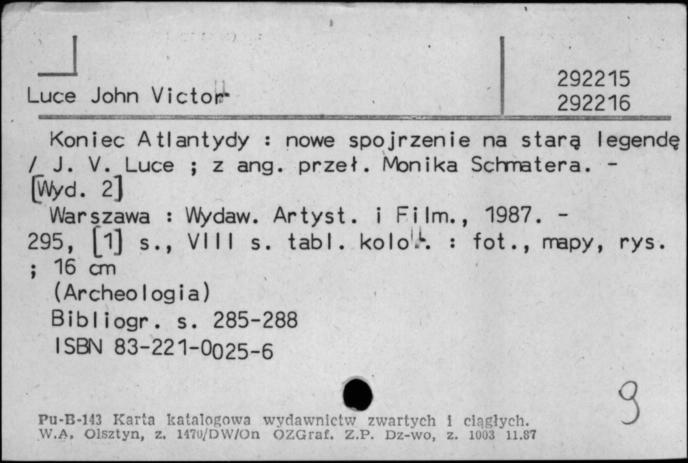 292215
Luce John Victor
292216
Koniec Atlantydy : nowe spojrzenie na starą legendę
/ J. V. Luce ; z ang. przeł. Monika Schmatera. -
[Wyd. 2]
Warszawa : Wydaw. Artyst. i Film., 1987. -
295, [1] s., VIII s. tabl. kolor. : fot., mapy, rys.
; 16 cm
(Archeologia)
Bibliogr. s. 285-288
ISBN 83-221-0025-6
9
Pu-B-143 Karta katalogowa wydawnictw zwartych i ciągłych.
W.A. Olsztyn, z. 1470/DW/On OZGraf. Z.P. Dz-wo, z. 1003 11.87